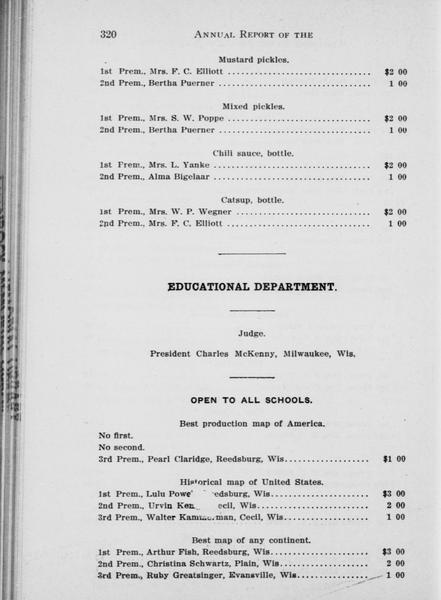 320 ANNUAL REPORT OF THE
Mustard pickles.
1st Prem., Mrs. F. C. Elliott ................................ $2 00
2nd Prem., Bertha Puerner ................................ 1 00
Mixed pickles.
1st Prem., Mrs. S. W. Poppe ................................ $2 00
2nd Prem., Bertha Puerner ................................ 1 00
Chili sauce, bottle.
1st Prem., Mrs. L. Yanke ................................ $2 00
2nd Prem., Alma Bigelaar ................................ 1 00
Catsup, bottle.
1st Prem., Mrs. W. P. Wegner ................................ $2 00
2nd Prem., Mrs. F. C. Elliott ................................ 1 00
EDUCATIONAL DEPARTMENT.
Judge.
President Charles McKenny, Milwaukee, Wis.
OPEN TO ALL SCHOOLS.
Best production map of America.
No first.
No second.
3rd Prem., Pearl Claridge, Reedsburg, Wis................... $1 00
Historical map of United States.
1st Prem., Lulu Powe eedsburg, Wis...................... $3 00
2nd Prem., Urvin Ken ecil, Wis...................... 2 00
3rd Prem., Walter Kammerman, Cecil, Wis................... 1 00
Best map of any continent.
1st Prem., Arthur Fish, Reedsburg, Wis...................... $3 00
2nd Prem., Christina Schwartz, Plain, Wis.................... 2 00
3rd Prem., Ruby Greatsinger, Evansville, Wis................. 1 00